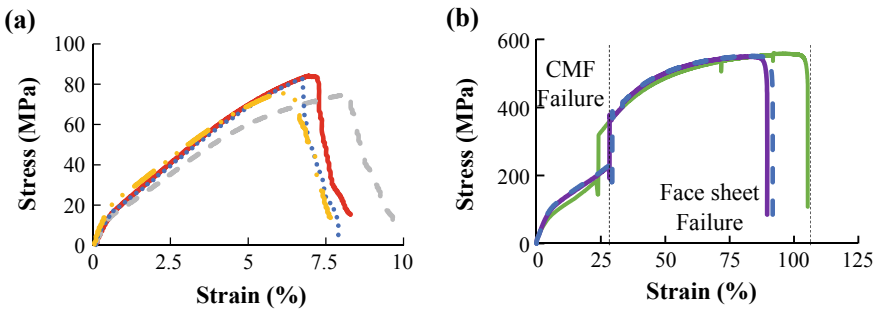 (a)
Stress (MPa)
100
80
60
40
20
0
0
2.5
5
7.5
10
Strain (%)
(b)
Stress (MPa)
600
400
200
0
0
25
50
75
100
125
Strain (%)
CMF
Failure
Face sheet
Failure